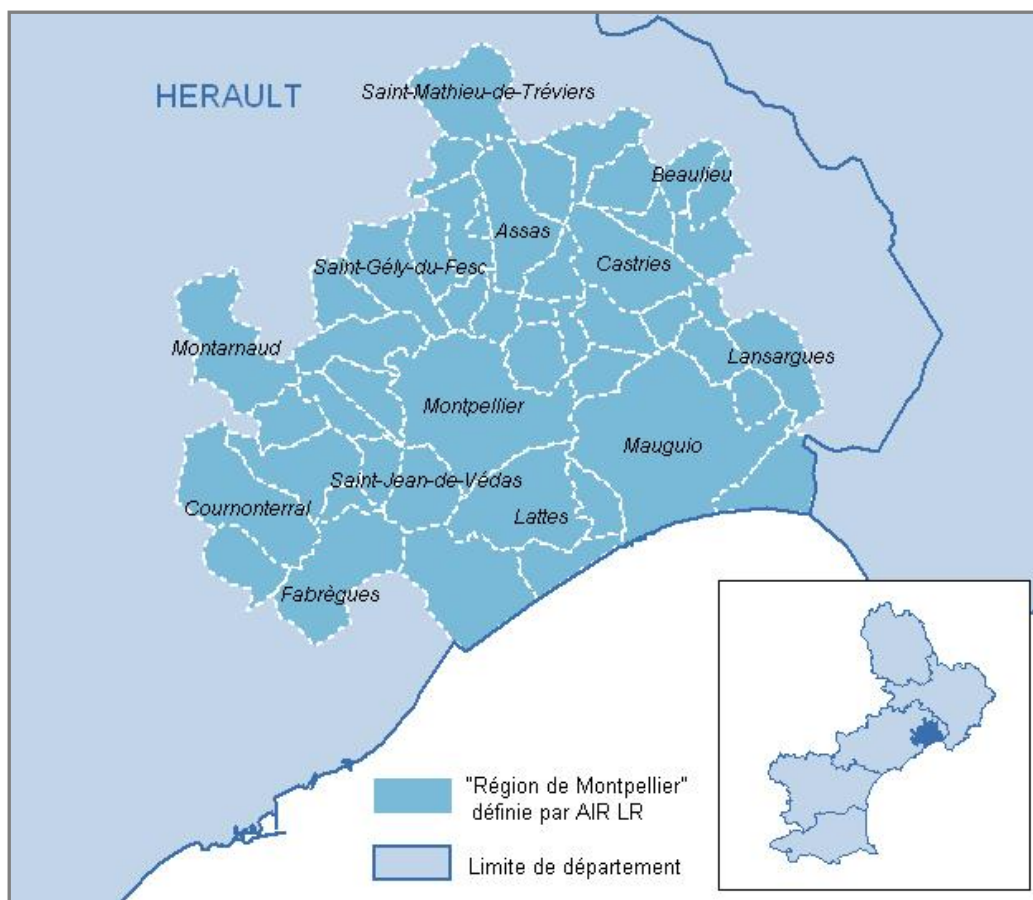 HERAULT
Saint-Mathieu-de-Tréviers
Beaulieu
Assas
Saint-Gély-du-Fesc
Castries
Montarnaud
Lansargues
Montpellier
Mauguio
Saint-Jean-de-Védas
Cournonterral
Lattes
Fabrègues
"Région de Montpellier"
définie par AIR LR
Limite de département